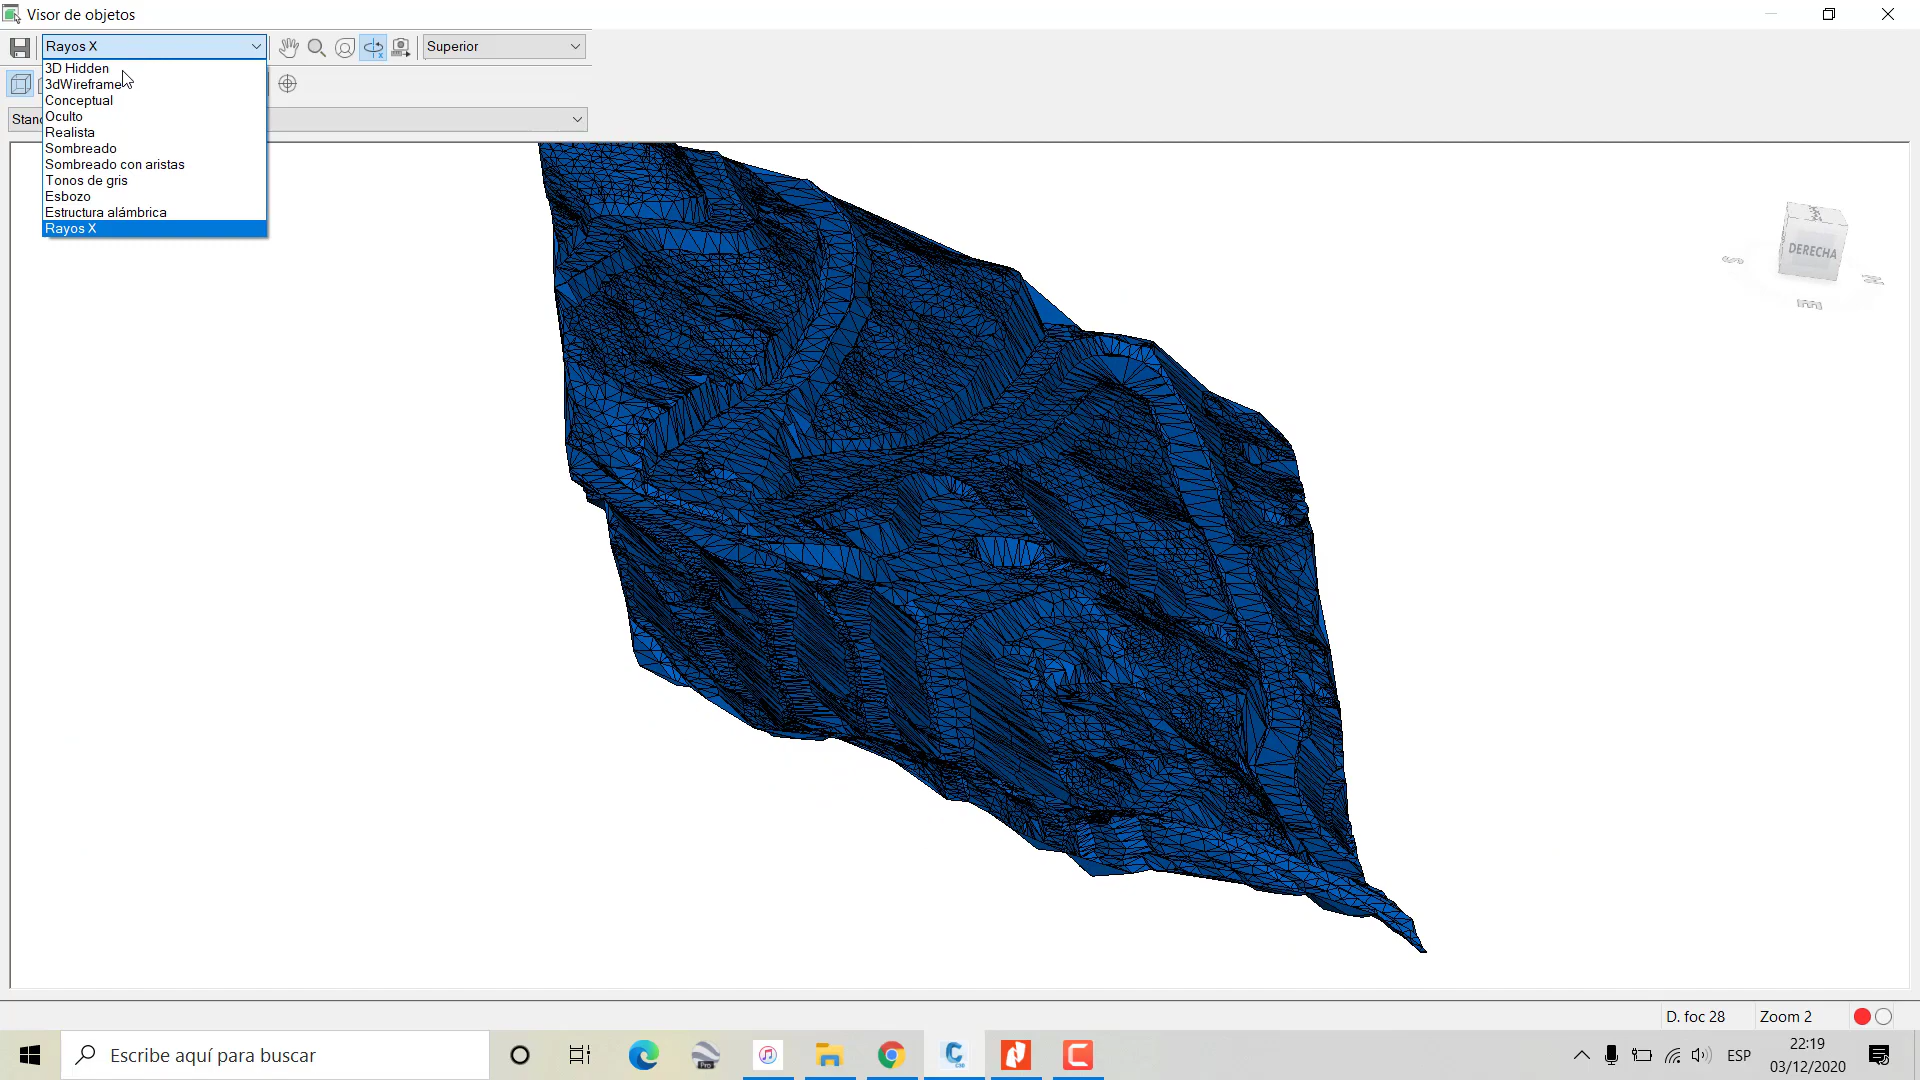 Visor de objetos
Rayos X
Superior
3D Hidden
3dWireframe
Conceptual
Oculto
Realista
Sombreado
Sombreado con aristas
Tonos de gris
Esbozo
Estructura alámbrica
Rayos X
Stand
DERECHA
S
N
E
D. foc 28
Zoom 2
Escribe aquí para buscar
Pro
C
C3D
ESP
22:19
03/12/2020